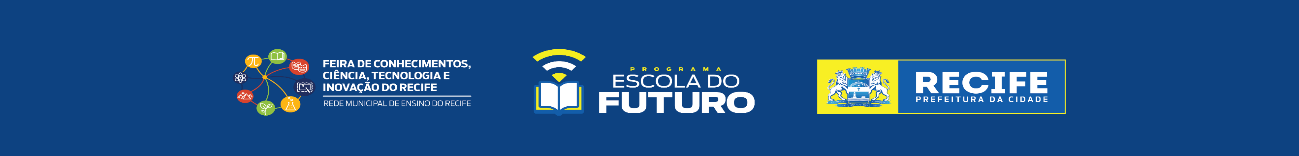 FEIRA DE CONHECIMENTOS,
CIÊNCIA, TECNOLOGIA E
INOVAÇÃO DO RECIFE
REDE MUNICIPAL DE ENSINO DO RECIFE
PROGRAMA
ESCOLA DO
FUTURO
RECIFE
PREFEITURA DA CIDADE